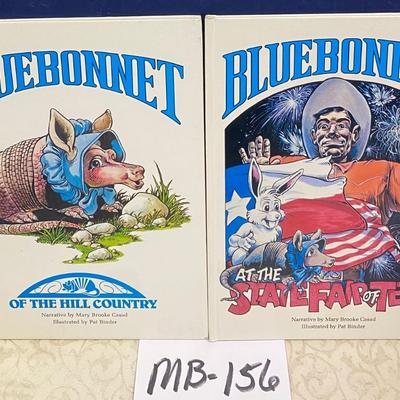 UEBONNET
OF THE HILL COUNTRY
Narrative by Mary Brooke Casad
Illustrated by Pat Binder
BLUEBONN
AT THE
STATE FAIR OF TE
Narrative by Mary Brooke Casad
Illustrated by Pat Binder
MB-156